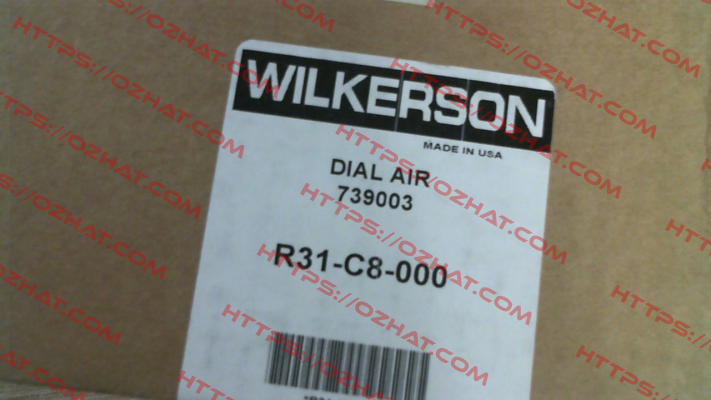 WILKERSON
MADE IN USA
DIAL AIR
739003
R31-C8-000
HTTPS://OZHAT.COM